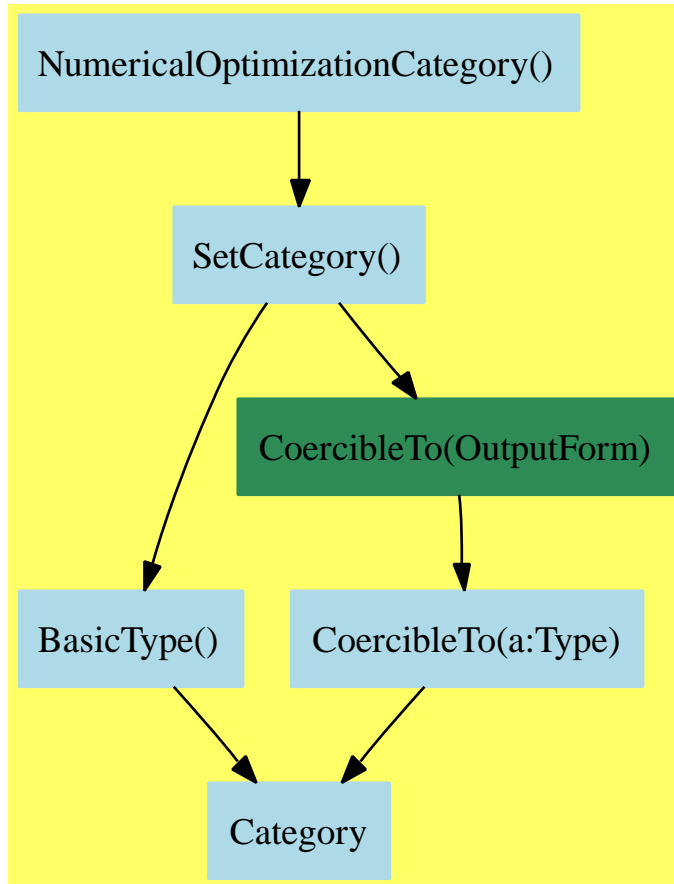 NumericalOptimizationCategory()
SetCategory()
CoercibleTo(OutputForm)
BasicType()
CoercibleTo(a:Type)
Category